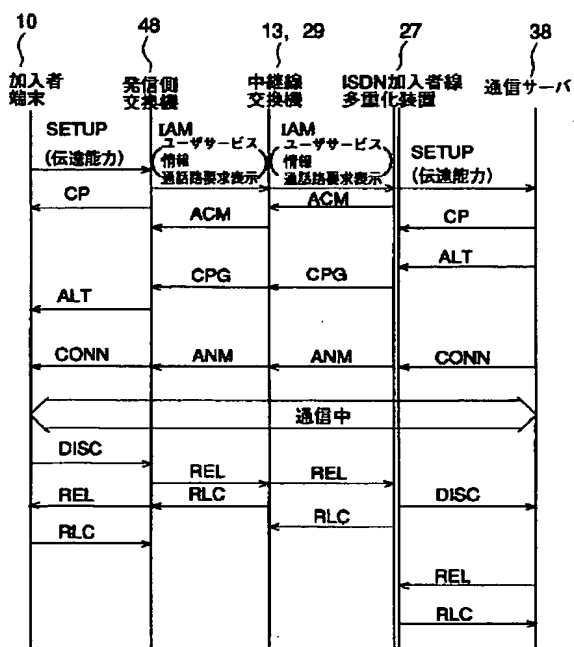 10
48
13, 29
27
38
加入者
端末
発信側
交換機
中継線
交換機
ISDN加入者線
多重化装置
通信サーバ
SETUP
(伝達能力)
IAM
ユーザサービス
情報
通話路要求表示
IAM
ユーザサービス
情報
通話路要求表示
SETUP
(伝達能力)
CP
ACM
ACM
CP
ALT
CPG
CPG
ALT
CONN
ANM
ANM
CONN
通信中
DISC
REL
REL
REL
RLC
DISC
RLC
RLC
REL
RLC